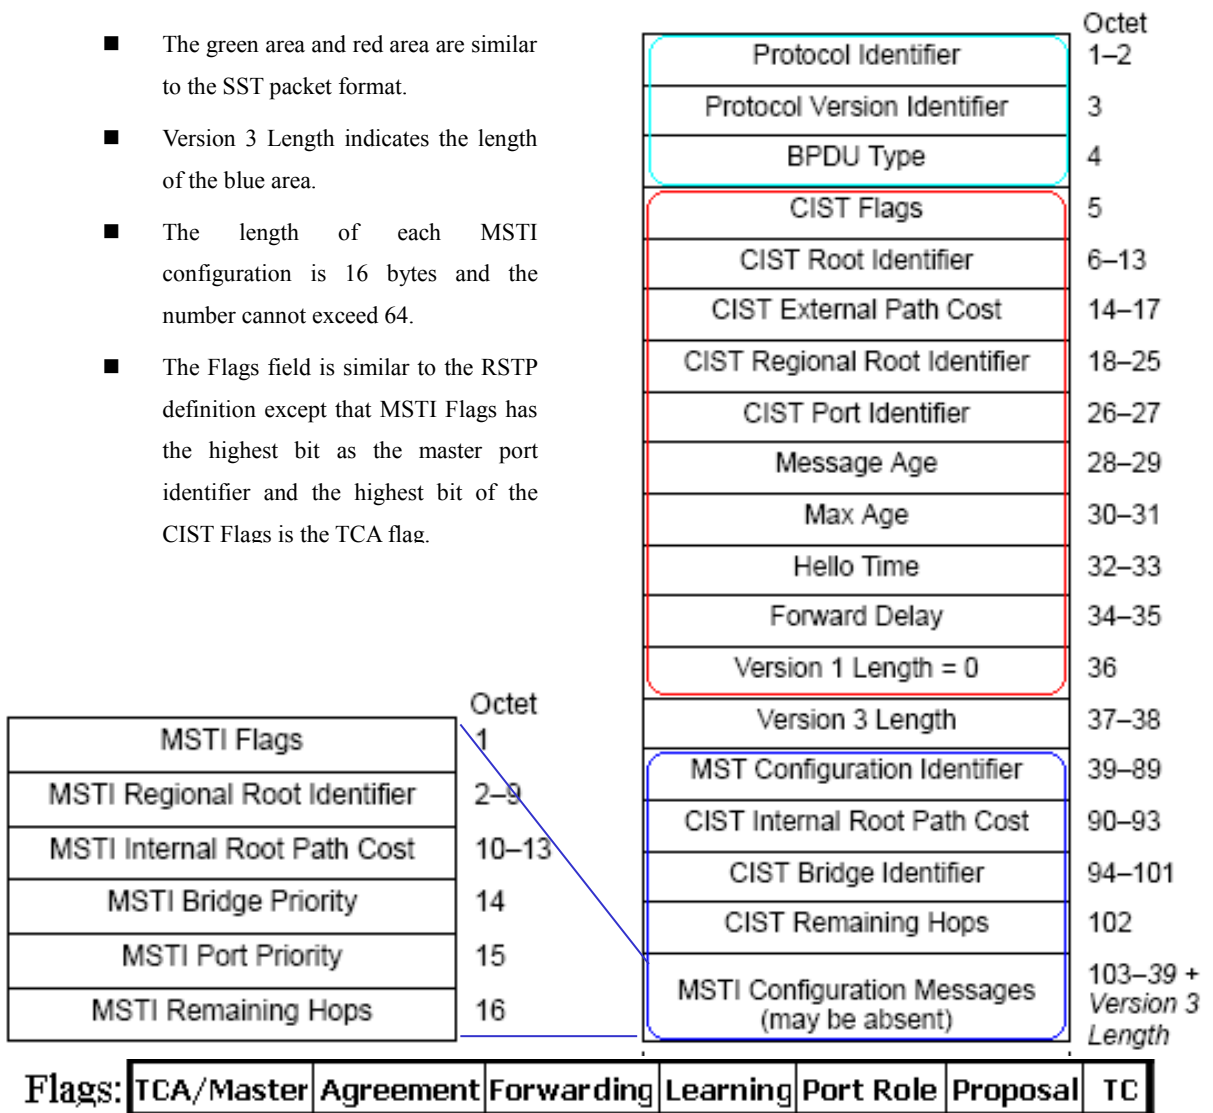 ■ The green area and red area are similar
to the SST packet format.
■ Version 3 Length indicates the length
of the blue area.
■ The length of each MSTI
configuration is 16 bytes and the
number cannot exceed 64.
■ The Flags field is similar to the RSTP
definition except that MSTI Flags has
the highest bit as the master port
identifier and the highest bit of the
CIST Flags is the TCA flag.
Octet
Protocol Identifier 1–2
Protocol Version Identifier 3
BPDU Type 4
CIST Flags 5
CIST Root Identifier 6–13
CIST External Path Cost 14–17
CIST Regional Root Identifier 18–25
CIST Port Identifier 26–27
Message Age 28–29
Max Age 30–31
Hello Time 32–33
Forward Delay 34–35
Version 1 Length = 0 36
Version 3 Length 37–38
MST Configuration Identifier 39–89
CIST Internal Root Path Cost 90–93
CIST Bridge Identifier 94–101
CIST Remaining Hops 102
MSTI Configuration Messages
(may be absent)
103–39 +
Version 3
Length
Octet
MSTI Flags 1
MSTI Regional Root Identifier 2–9
MSTI Internal Root Path Cost 10–13
MSTI Bridge Priority 14
MSTI Port Priority 15
MSTI Remaining Hops 16
Flags: TCA/Master Agreement Forwarding Learning Port Role Proposal TC